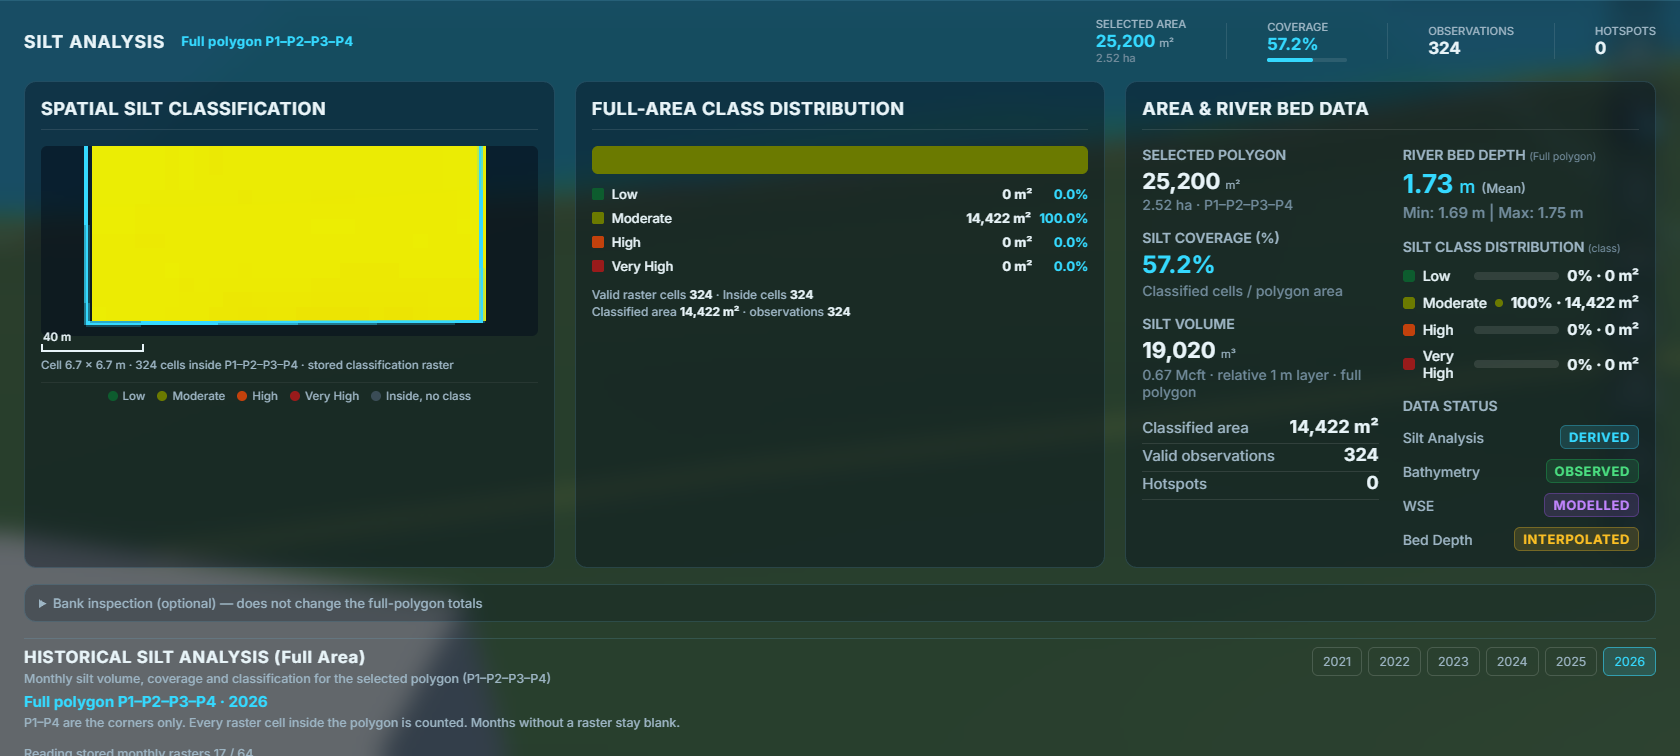 SILT ANALYSIS Full polygon P1–P2–P3–P4
SELECTED AREA
25,200 m²
2.52 ha
COVERAGE
57.2%
OBSERVATIONS
324
HOTSPOTS
0
SPATIAL SILT CLASSIFICATION
40 m
Cell 6.7 × 6.7 m · 324 cells inside P1–P2–P3–P4 · stored classification raster
Low Moderate High Very High Inside, no class
FULL-AREA CLASS DISTRIBUTION
Low 0 m² 0.0%
Moderate 14,422 m² 100.0%
High 0 m² 0.0%
Very High 0 m² 0.0%
Valid raster cells 324 · Inside cells 324
Classified area 14,422 m² · observations 324
AREA & RIVER BED DATA
SELECTED POLYGON
25,200 m²
2.52 ha · P1–P2–P3–P4
SILT COVERAGE (%)
57.2%
Classified cells / polygon area
SILT VOLUME
19,020 m³
0.67 Mcft · relative 1 m layer · full
polygon
Classified area 14,422 m²
Valid observations 324
Hotspots 0
RIVER BED DEPTH (Full polygon)
1.73 m (Mean)
Min: 1.69 m | Max: 1.75 m
SILT CLASS DISTRIBUTION (class)
Low 0% · 0 m²
Moderate 100% · 14,422 m²
High 0% · 0 m²
Very
High 0% · 0 m²
DATA STATUS
Silt Analysis DERIVED
Bathymetry OBSERVED
WSE MODELLED
Bed Depth INTERPOLATED
Bank inspection (optional) — does not change the full-polygon totals
HISTORICAL SILT ANALYSIS (Full Area)
2021 2022 2023 2024 2025 2026
Monthly silt volume, coverage and classification for the selected polygon (P1–P2–P3–P4)
Full polygon P1–P2–P3–P4 · 2026
P1–P4 are the corners only. Every raster cell inside the polygon is counted. Months without a raster stay blank.
Reading stored monthly rasters 17 / 64